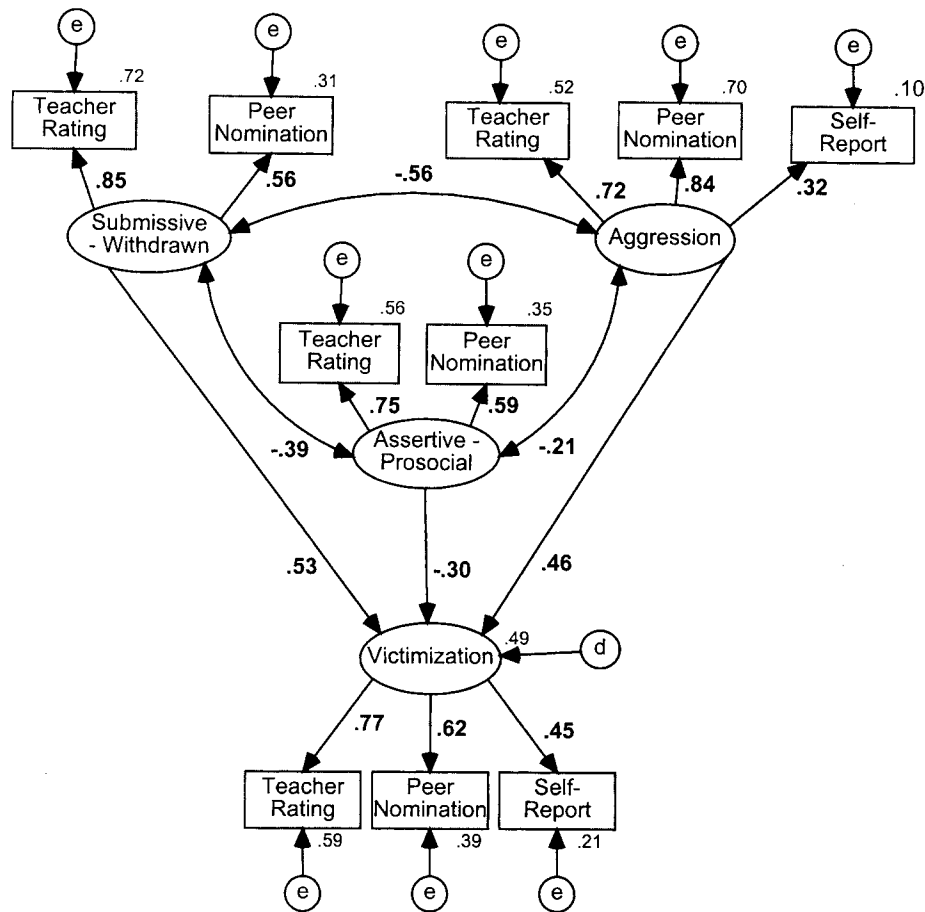 e
e
e
e
e
.72
.31
.52
.70
.10
Teacher
Rating
Peer
Nomination
Teacher
Rating
Peer
Nomination
Self-
Report
.85
.56
-.56
.72
.84
.32
Submissive
- Withdrawn
Aggression
e
e
.56
.35
Teacher
Rating
Peer
Nomination
.75
.59
-.39
Assertive -
Prosocial
-.21
.53
-.30
.46
Victimization
.49
d
.77
.62
.45
Teacher
Rating
Peer
Nomination
Self-
Report
.59
.39
.21
e
e
e